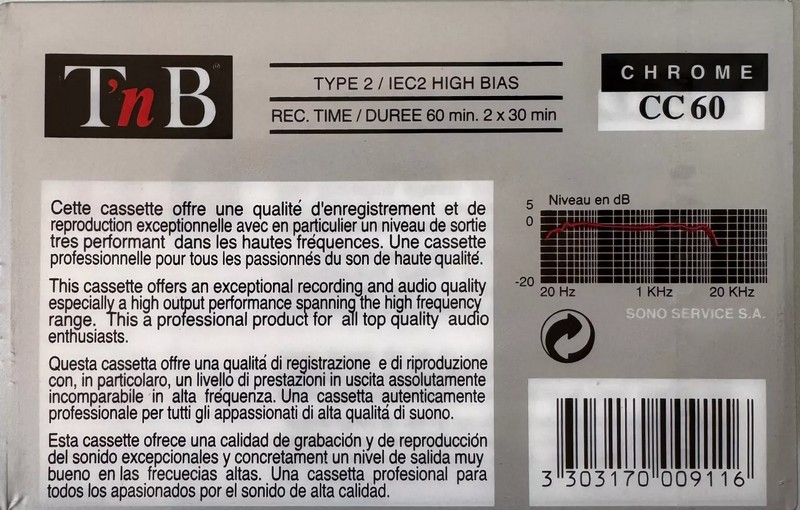 T'nB
TYPE 2 / IEC2 HIGH BIAS
REC. TIME / DUREE 60 min. 2 x 30 min
CHROME
CC 60
Cette cassette offre une qualité d'enregistrement et de
reproduction exceptionnelle avec en particulier un niveau de sortie
tres performant dans les hautes fréquences. Une cassette
professionnelle pour tous les passionnés du son de haute qualité.
This cassette offers an exceptional recording and audio quality
especially a high output performance spanning the high frequency
range. This a professional product for all top quality audio
enthusiasts.
Questa cassetta offre una qualitá di registrazione e di riproduzione
con, in particolaro, un livello di prestazioni in uscita assolutamente
incomparabile in alta fréquenza. Una cassetta autenticamente
professionale per tutti gli appassionati di alta qualitá di suono.
Esta cassette ofrece una calidad de grabación y de reproducción
del sonido excepcionales y concretament un nivel de salida muy
bueno en las frecuecias altas. Una cassetta profesional para
todos los apasionados por el sonido de alta calidad.
Niveau en dB
5
0
-20
20 Hz 1 KHz 20 KHz
SONO SERVICE S.A.
3 303170 009116